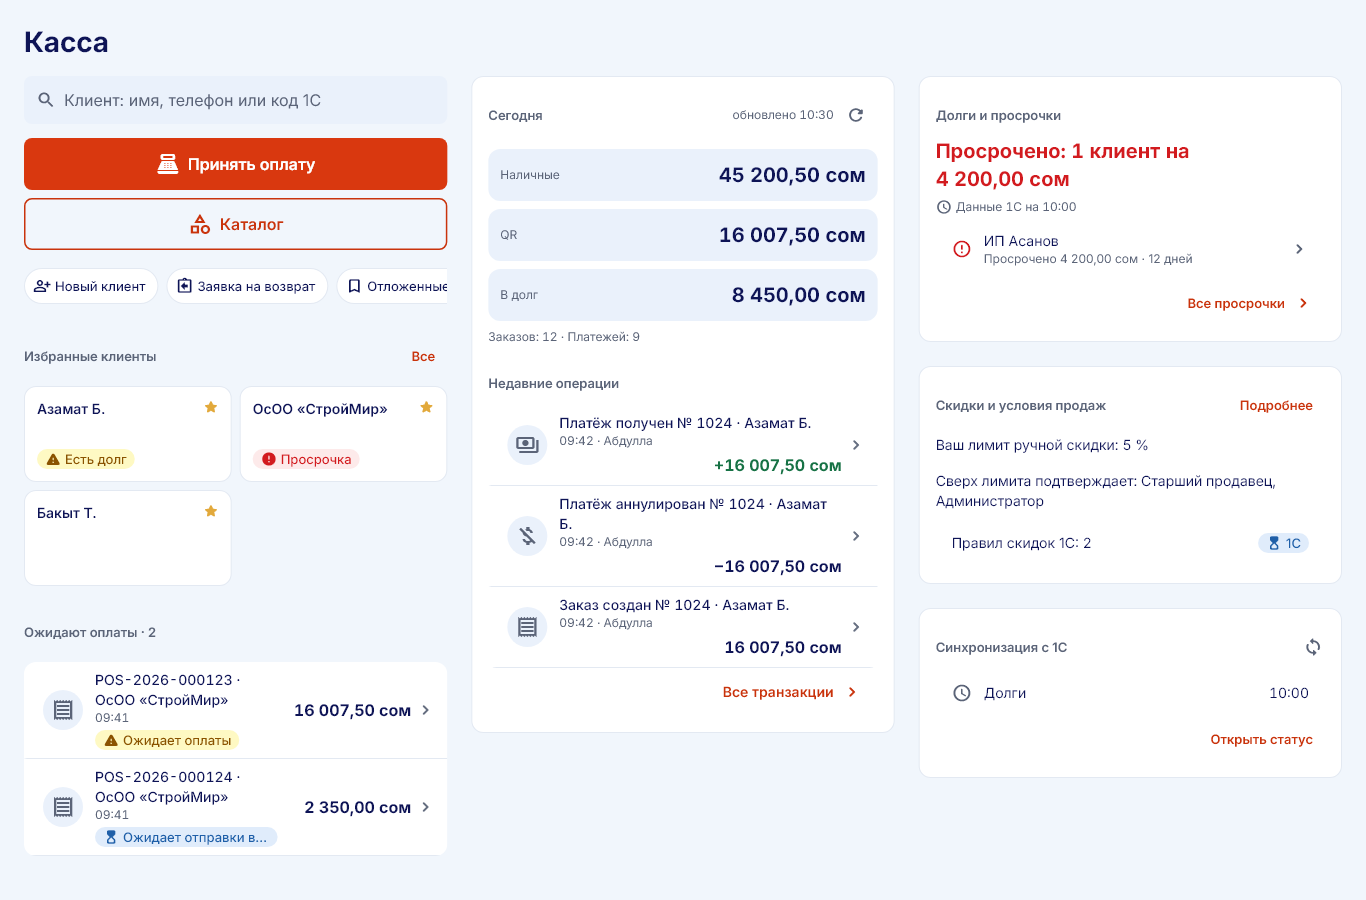 Касса
Клиент: имя, телефон или код 1С
Принять оплату
Каталог
Новый клиент
Заявка на возврат
Отложенные
Избранные клиенты
Все
Азамат Б.
Есть долг
ОсОО «СтройМир»
Просрочка
Бакыт Т.
Ожидают оплаты · 2
POS-2026-000123 ·
ОсОО «СтройМир»
09:41
Ожидает оплаты
16 007,50 сом
POS-2026-000124 ·
ОсОО «СтройМир»
09:41
Ожидает отправки в...
2 350,00 сом
Сегодня
обновлено 10:30
Наличные
45 200,50 сом
QR
16 007,50 сом
В долг
8 450,00 сом
Заказов: 12 · Платежей: 9
Недавние операции
Платёж получен № 1024 · Азамат Б.
09:42 · Абдулла
+16 007,50 сом
Платёж аннулирован № 1024 · Азамат
Б.
09:42 · Абдулла
−16 007,50 сом
Заказ создан № 1024 · Азамат Б.
09:42 · Абдулла
16 007,50 сом
Все транзакции
Долги и просрочки
Просрочено: 1 клиент на
4 200,00 сом
Данные 1С на 10:00
ИП Асанов
Просрочено 4 200,00 сом · 12 дней
Все просрочки
Скидки и условия продаж
Подробнее
Ваш лимит ручной скидки: 5 %
Сверх лимита подтверждает: Старший продавец,
Администратор
Правил скидок 1С: 2
1С
Синхронизация с 1С
Долги
10:00
Открыть статус